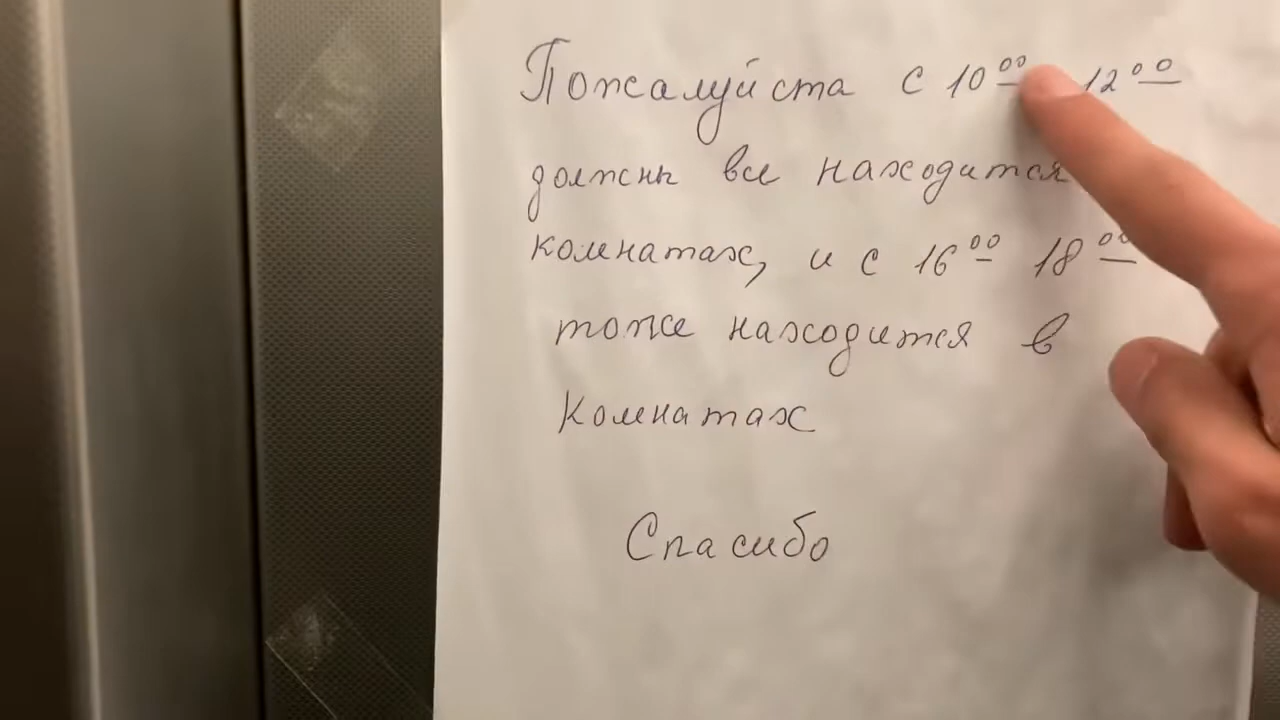 Пожалуйста с 10⁰⁰ 12⁰⁰
должны все находится
комнатах, и с 16⁰⁰ 18⁰⁰
тоже находится в
комнатах
Спасибо